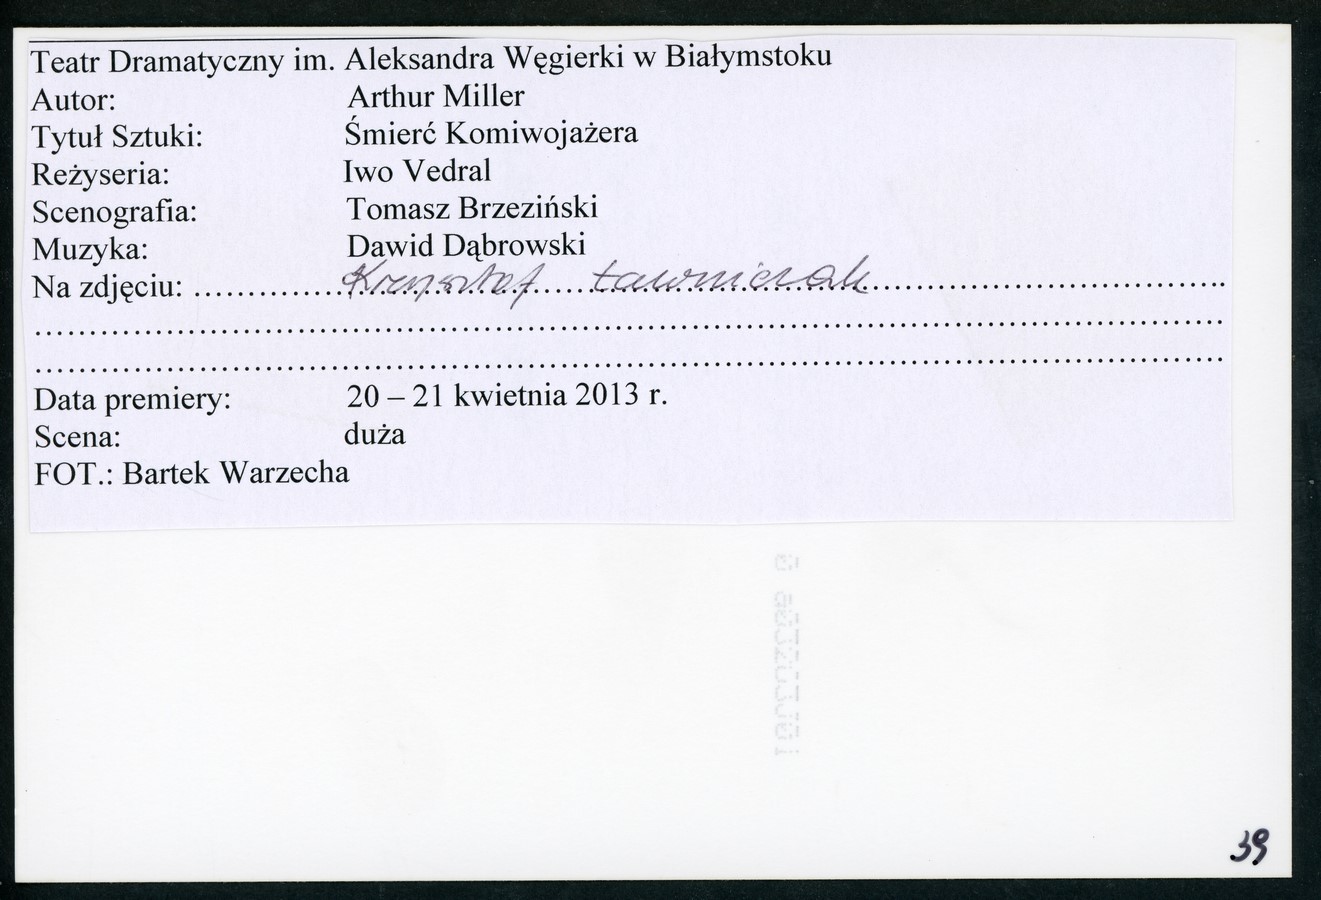 Teatr Dramatyczny im. Aleksandra Węgierki w Białymstoku
Autor: Arthur Miller
Tytuł Sztuki: Śmierć Komiwojażera
Reżyseria: Iwo Vedral
Scenografia: Tomasz Brzeziński
Muzyka: Dawid Dąbrowski
Na zdjęciu: Krzysztof Ławniczak
Data premiery: 20 – 21 kwietnia 2013 r.
Scena: duża
FOT.: Bartek Warzecha
39